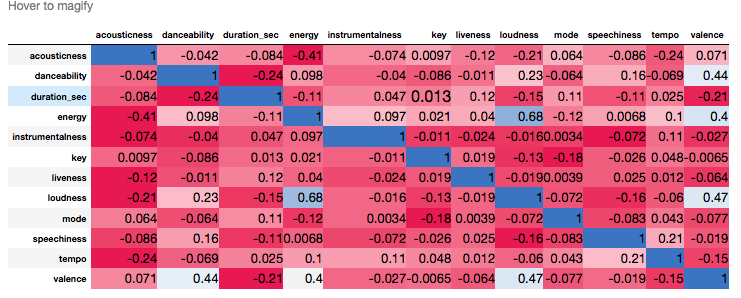 Hover to magify
acousticness danceability duration_sec energy instrumentalness key liveness loudness mode speechiness tempo valence
acousticness 1 -0.042 -0.084 -0.41 -0.074 0.0097 -0.12 -0.21 0.064 -0.086 -0.24 0.071
danceability -0.042 1 -0.24 0.098 -0.04 -0.086 -0.011 0.23 -0.064 0.16 -0.069 0.44
duration_sec -0.084 -0.24 1 -0.11 0.047 0.013 0.12 -0.15 0.11 -0.11 0.025 -0.21
energy -0.41 0.098 -0.11 1 0.097 0.021 0.04 0.68 -0.12 0.0068 0.1 0.4
instrumentalness -0.074 -0.04 0.047 0.097 1 -0.011 -0.024 -0.016 0.0034 -0.072 0.11 -0.027
key 0.0097 -0.086 0.013 0.021 -0.011 1 0.019 -0.13 -0.18 -0.026 0.048 -0.0065
liveness -0.12 -0.011 0.12 0.04 -0.024 0.019 1 -0.019 0.0039 0.025 0.012 -0.064
loudness -0.21 0.23 -0.15 0.68 -0.016 -0.13 -0.019 1 -0.072 -0.16 -0.06 0.47
mode 0.064 -0.064 0.11 -0.12 0.0034 -0.18 0.0039 -0.072 1 -0.083 0.043 -0.077
speechiness -0.086 0.16 -0.11 0.0068 -0.072 -0.026 0.025 -0.16 -0.083 1 0.21 -0.019
tempo -0.24 -0.069 0.025 0.1 0.11 0.048 0.012 -0.06 0.043 0.21 1 -0.15
valence 0.071 0.44 -0.21 0.4 -0.027 -0.0065 -0.064 0.47 -0.077 -0.019 -0.15 1